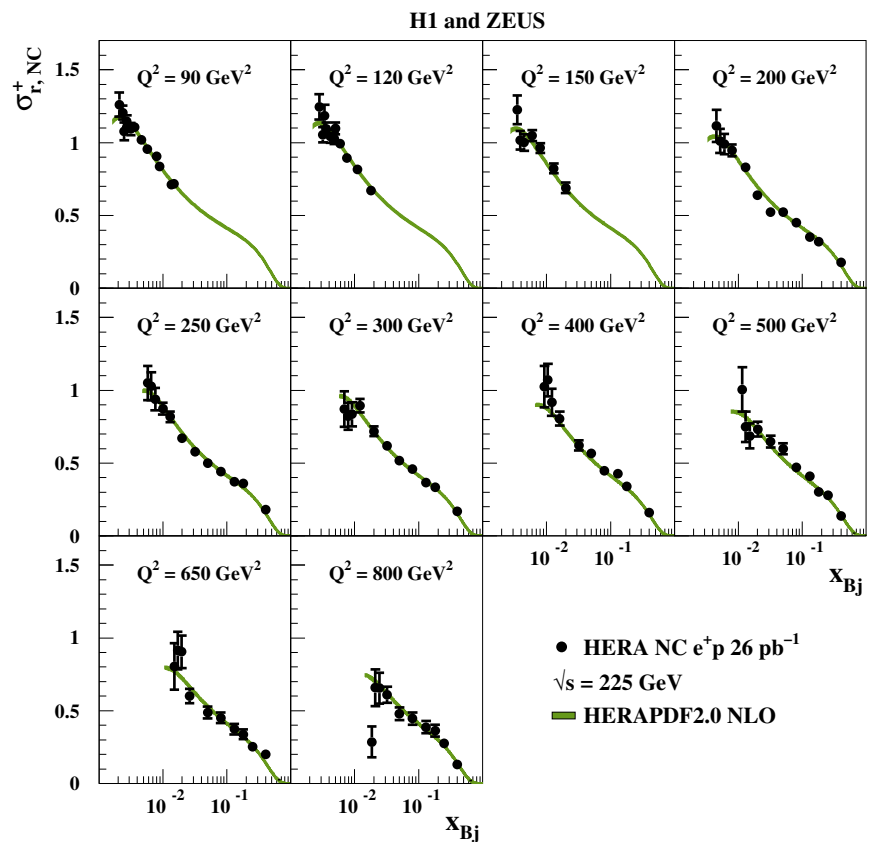 H1 and ZEUS
σ⁺r, NC
Q² = 90 GeV²
Q² = 120 GeV²
Q² = 150 GeV²
Q² = 200 GeV²
1.5
1
0.5
0
Q² = 250 GeV²
Q² = 300 GeV²
Q² = 400 GeV²
Q² = 500 GeV²
1.5
1
0.5
0
10⁻² 10⁻¹
10⁻² 10⁻¹
xBj
Q² = 650 GeV²
Q² = 800 GeV²
1.5
1
0.5
0
10⁻² 10⁻¹
10⁻² 10⁻¹
xBj
HERA NC e⁺p 26 pb⁻¹
√s = 225 GeV
HERAPDF2.0 NLO